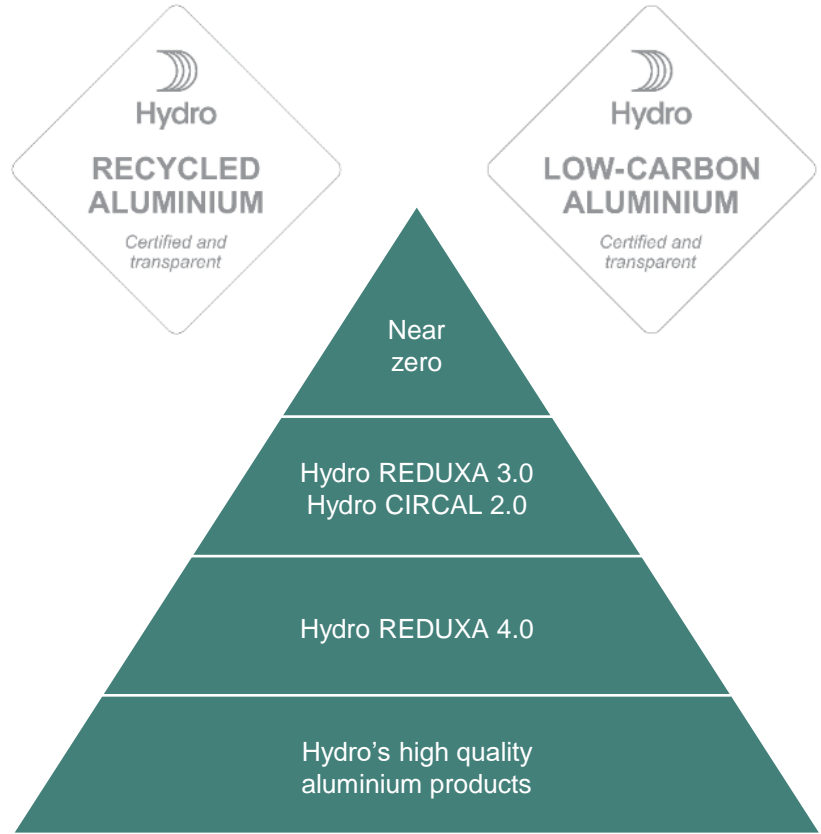 Hydro
RECYCLED
ALUMINIUM
Certified and
transparent
Hydro
LOW-CARBON
ALUMINIUM
Certified and
transparent
Near
zero
Hydro REDUXA 3.0
Hydro CIRCAL 2.0
Hydro REDUXA 4.0
Hydro’s high quality
aluminium products